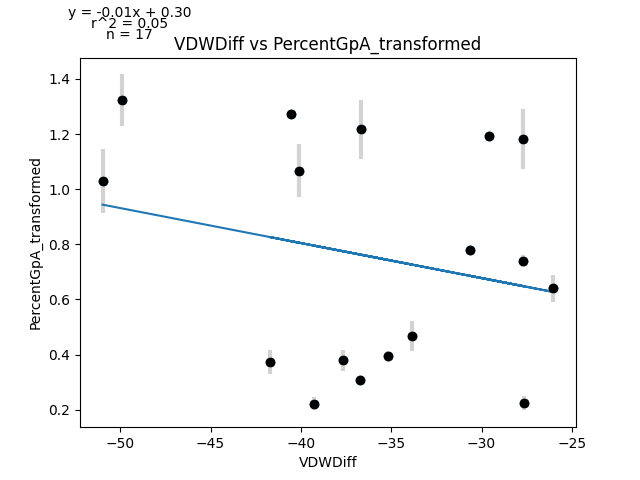 y = -0.01x + 0.30
r^2 = 0.05
n = 17
VDWDiff vs PercentGpA_transformed
PercentGpA_transformed
1.4
1.2
1.0
0.8
0.6
0.4
0.2
−50
−45
−40
−35
−30
−25
VDWDiff